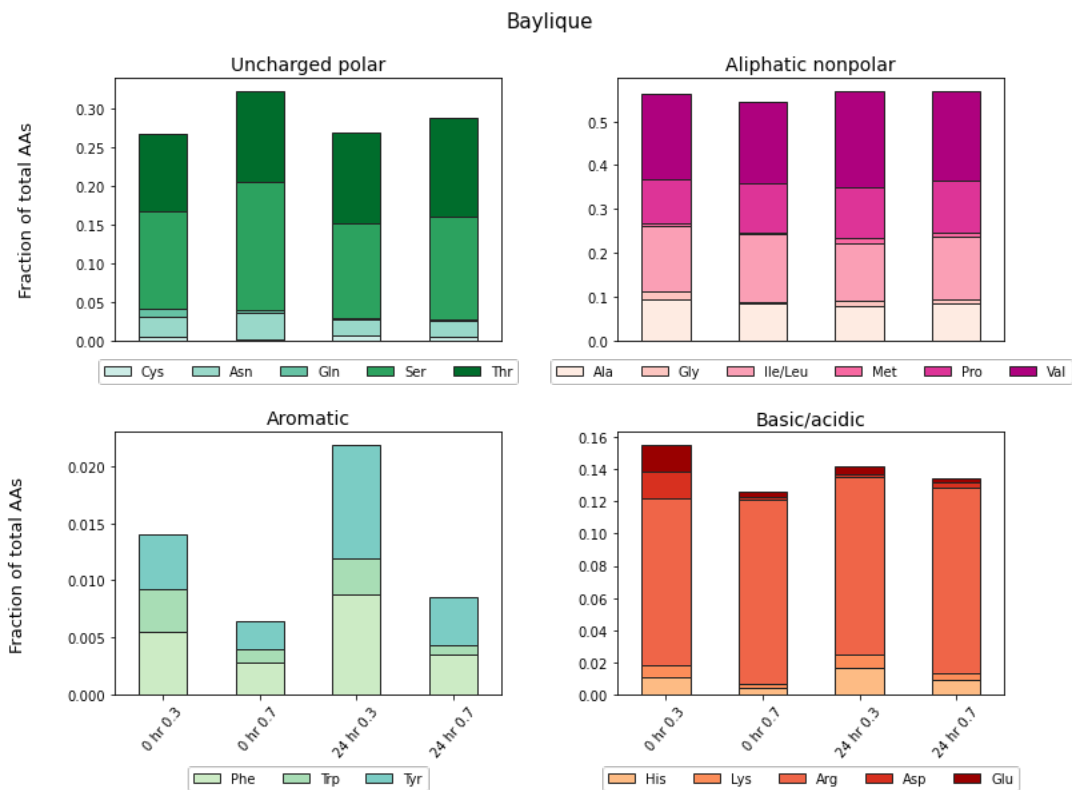 Baylique
Uncharged polar
Aliphatic nonpolar
Fraction of total AAs
0.30
0.25
0.20
0.15
0.10
0.05
0.00
0.5
0.4
0.3
0.2
0.1
0.0
Cys Asn Gln Ser Thr
Ala Gly Ile/Leu Met Pro Val
Aromatic
Basic/acidic
Fraction of total AAs
0.020
0.015
0.010
0.005
0.000
0.16
0.14
0.12
0.10
0.08
0.06
0.04
0.02
0.00
0 hr 0.3
0 hr 0.7
24 hr 0.3
24 hr 0.7
0 hr 0.3
0 hr 0.7
24 hr 0.3
24 hr 0.7
Phe Trp Tyr
His Lys Arg Asp Glu